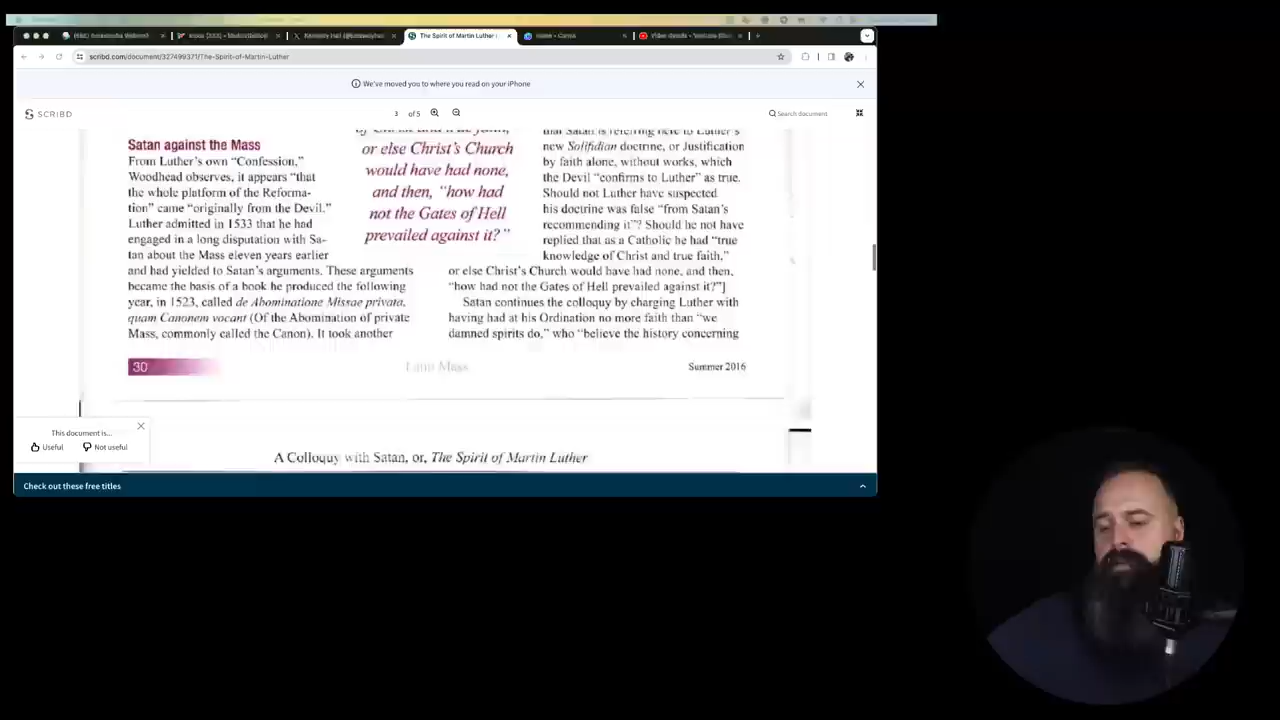 The Spirit of Martin Luther
Home - Canva
scribd.com/document/327499371/The-Spirit-of-Martin-Luther
We've moved you to where you read on your iPhone
SCRIBD
3 of 5
Search document
Satan against the Mass
From Luther's own "Confession,"
Woodhead observes, it appears "that
the whole platform of the Reforma-
tion" came "originally from the Devil."
Luther admitted in 1533 that he had
engaged in a long disputation with Sa-
tan about the Mass eleven years earlier
and had yielded to Satan's arguments. These arguments
became the basis of a book he produced the following
year, in 1523, called de Abominatione Missae privata,
quam Canonem vocant (Of the Abomination of private
Mass, commonly called the Canon). It took another
or else Christ's Church
would have had none,
and then, "how had
not the Gates of Hell
prevailed against it?"
that Satan is referring here to Luther's
new Solifidian doctrine, or Justification
by faith alone, without works, which
the Devil "confirms to Luther" as true.
Should not Luther have suspected
his doctrine was false "from Satan's
recommending it"? Should he not have
replied that as a Catholic he had "true
knowledge of Christ and true faith,"
or else Christ's Church would have had none, and then,
"how had not the Gates of Hell prevailed against it?"]
Satan continues the colloquy by charging Luther with
having had at his Ordination no more faith than "we
damned spirits do," who "believe the history concerning
30
Latin Mass
Summer 2016
This document is...
Useful
Not useful
A Colloquy with Satan, or, The Spirit of Martin Luther
Check out these free titles